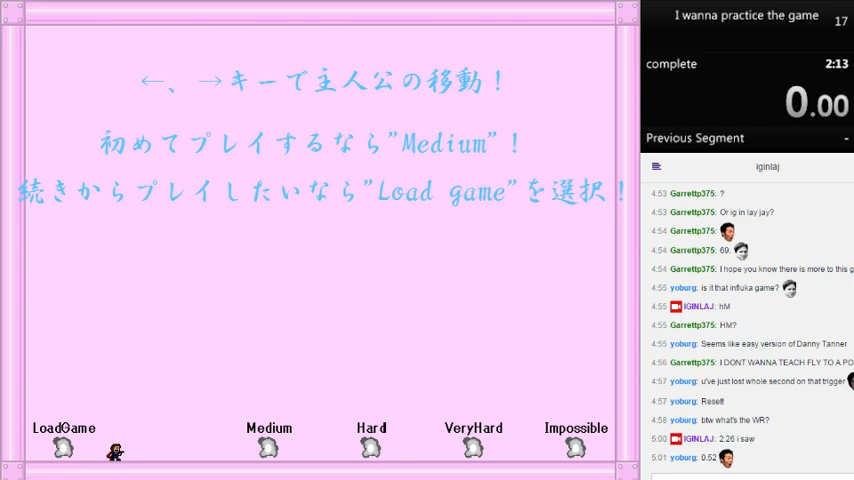 ←、→キーで主人公の移動！
初めてプレイするなら"Medium"！
続きからプレイしたいなら"Load game"を選択！
LoadGame
Medium
Hard
VeryHard
Impossible
I wanna practice the game 17
complete 2:13
0.00
Previous Segment -
iginlaj
4:53 Garrettp375: ?
4:53 Garrettp375: Or ig in lay jay?
4:54 Garrettp375:
4:54 Garrettp375: 69.
4:54 Garrettp375: I hope you know there is more to this g
4:55 yoburg: is it that influka game?
4:55 IGINLAJ: hM
Garrettp375: HM?
4:55 yoburg: Seems like easy version of Danny Tanner
4:56 Garrettp375: I DONT WANNA TEACH FLY TO A PO
4:57 yoburg: u've just lost whole second on that trigger
4:57 yoburg: Reset!
4:58 yoburg: btw what's the WR?
5:00 IGINLAJ: 2:26 i saw
5:01 yoburg: 0.52